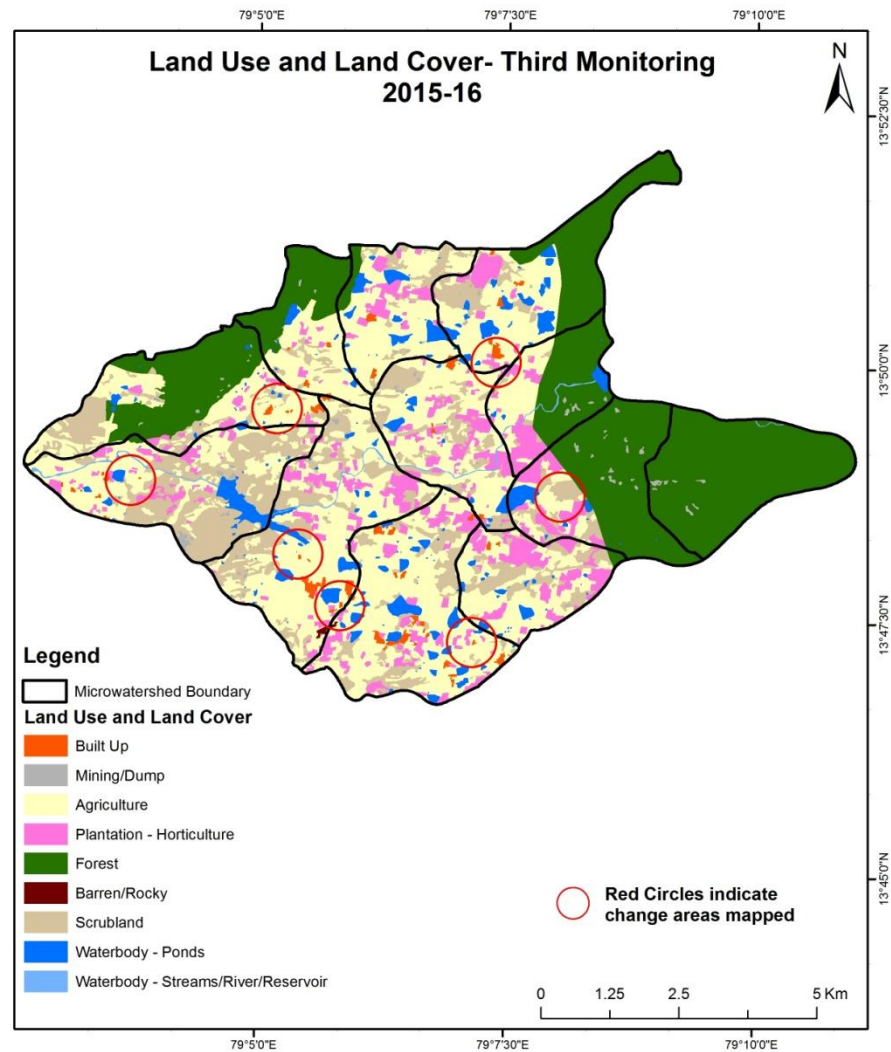 79°5'0"E
79°7'30"E
79°10'0"E
Land Use and Land Cover- Third Monitoring
2015-16
N
13°52'30"N
13°50'0"N
13°47'30"N
13°45'0"N
Legend
Microwatershed Boundary
Land Use and Land Cover
Built Up
Mining/Dump
Agriculture
Plantation - Horticulture
Forest
Barren/Rocky
Scrubland
Waterbody - Ponds
Waterbody - Streams/River/Reservoir
Red Circles indicate
change areas mapped
0 1.25 2.5 5 Km
79°5'0"E
79°7'30"E
79°10'0"E